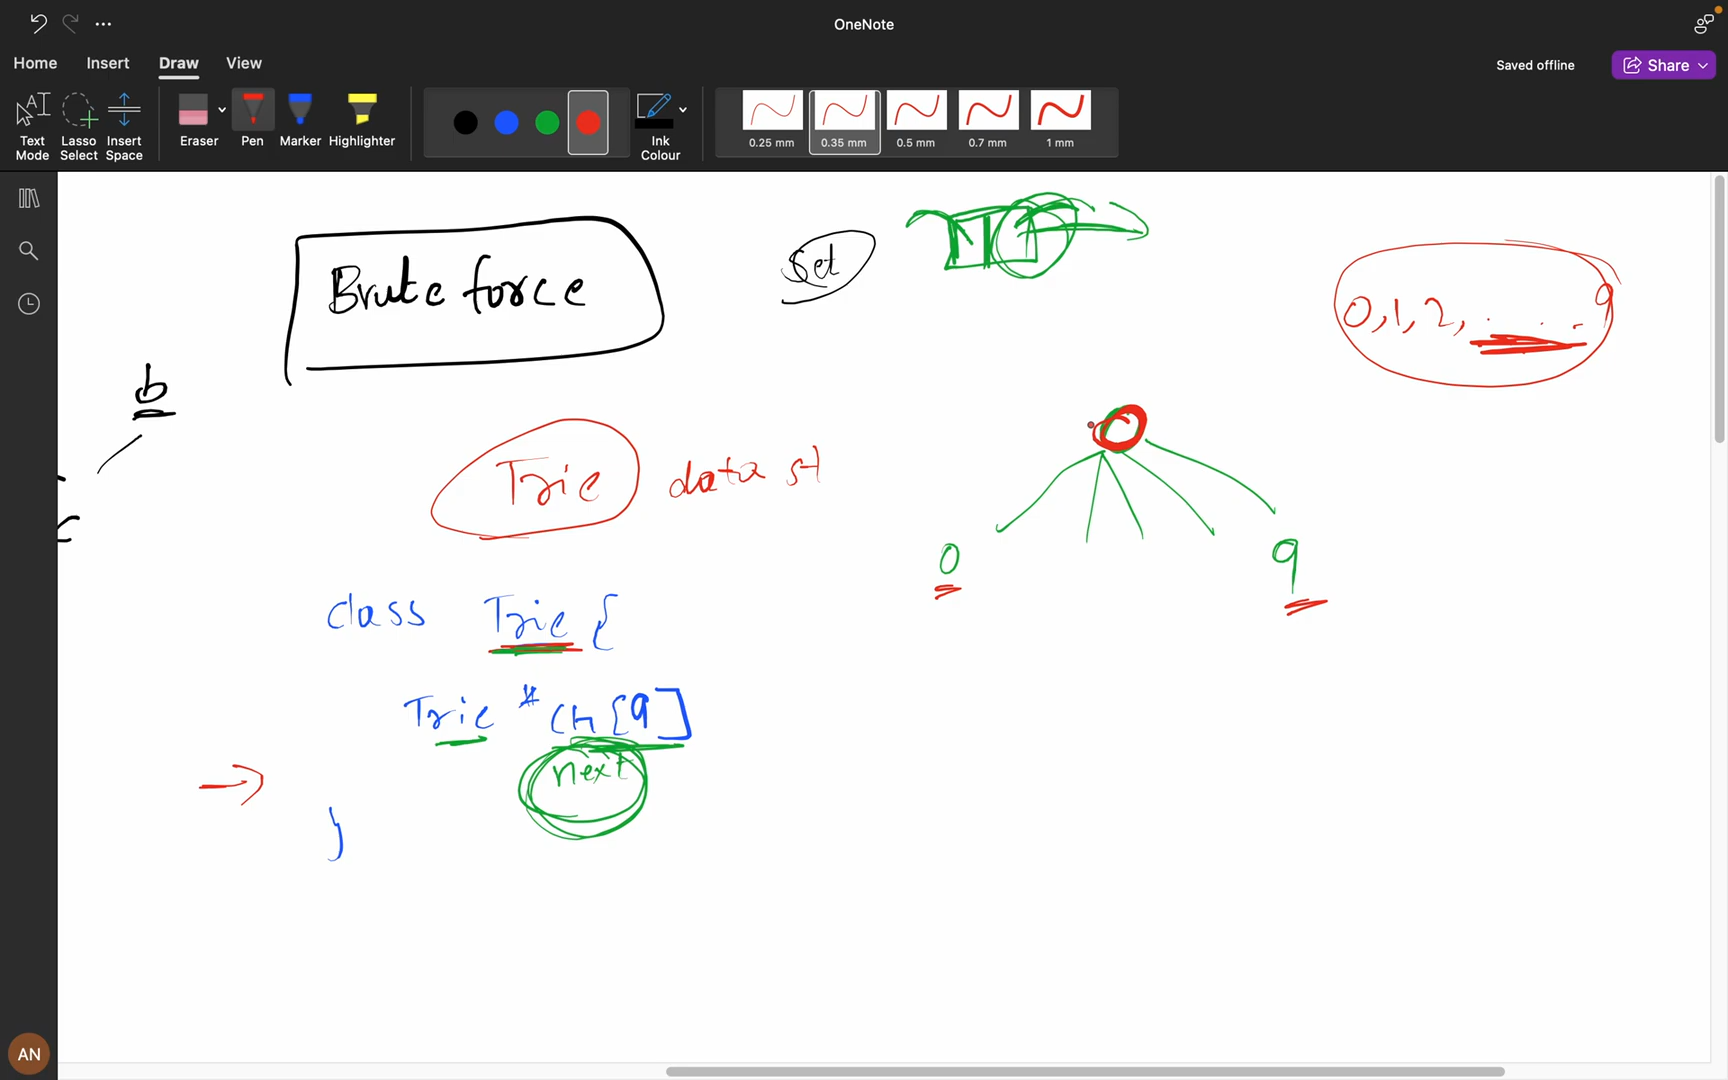 OneNote
Home Insert Draw View
Saved offline
Share
Text Mode
Lasso Select
Insert Space
Eraser
Pen
Marker
Highlighter
Ink Colour
0.25 mm
0.35 mm
0.5 mm
0.7 mm
1 mm
Brute force
Set
0,1,2, . . . 9
b
Trie data st
0 9
class Trie {
Trie * Ch[9]
next
}
AN